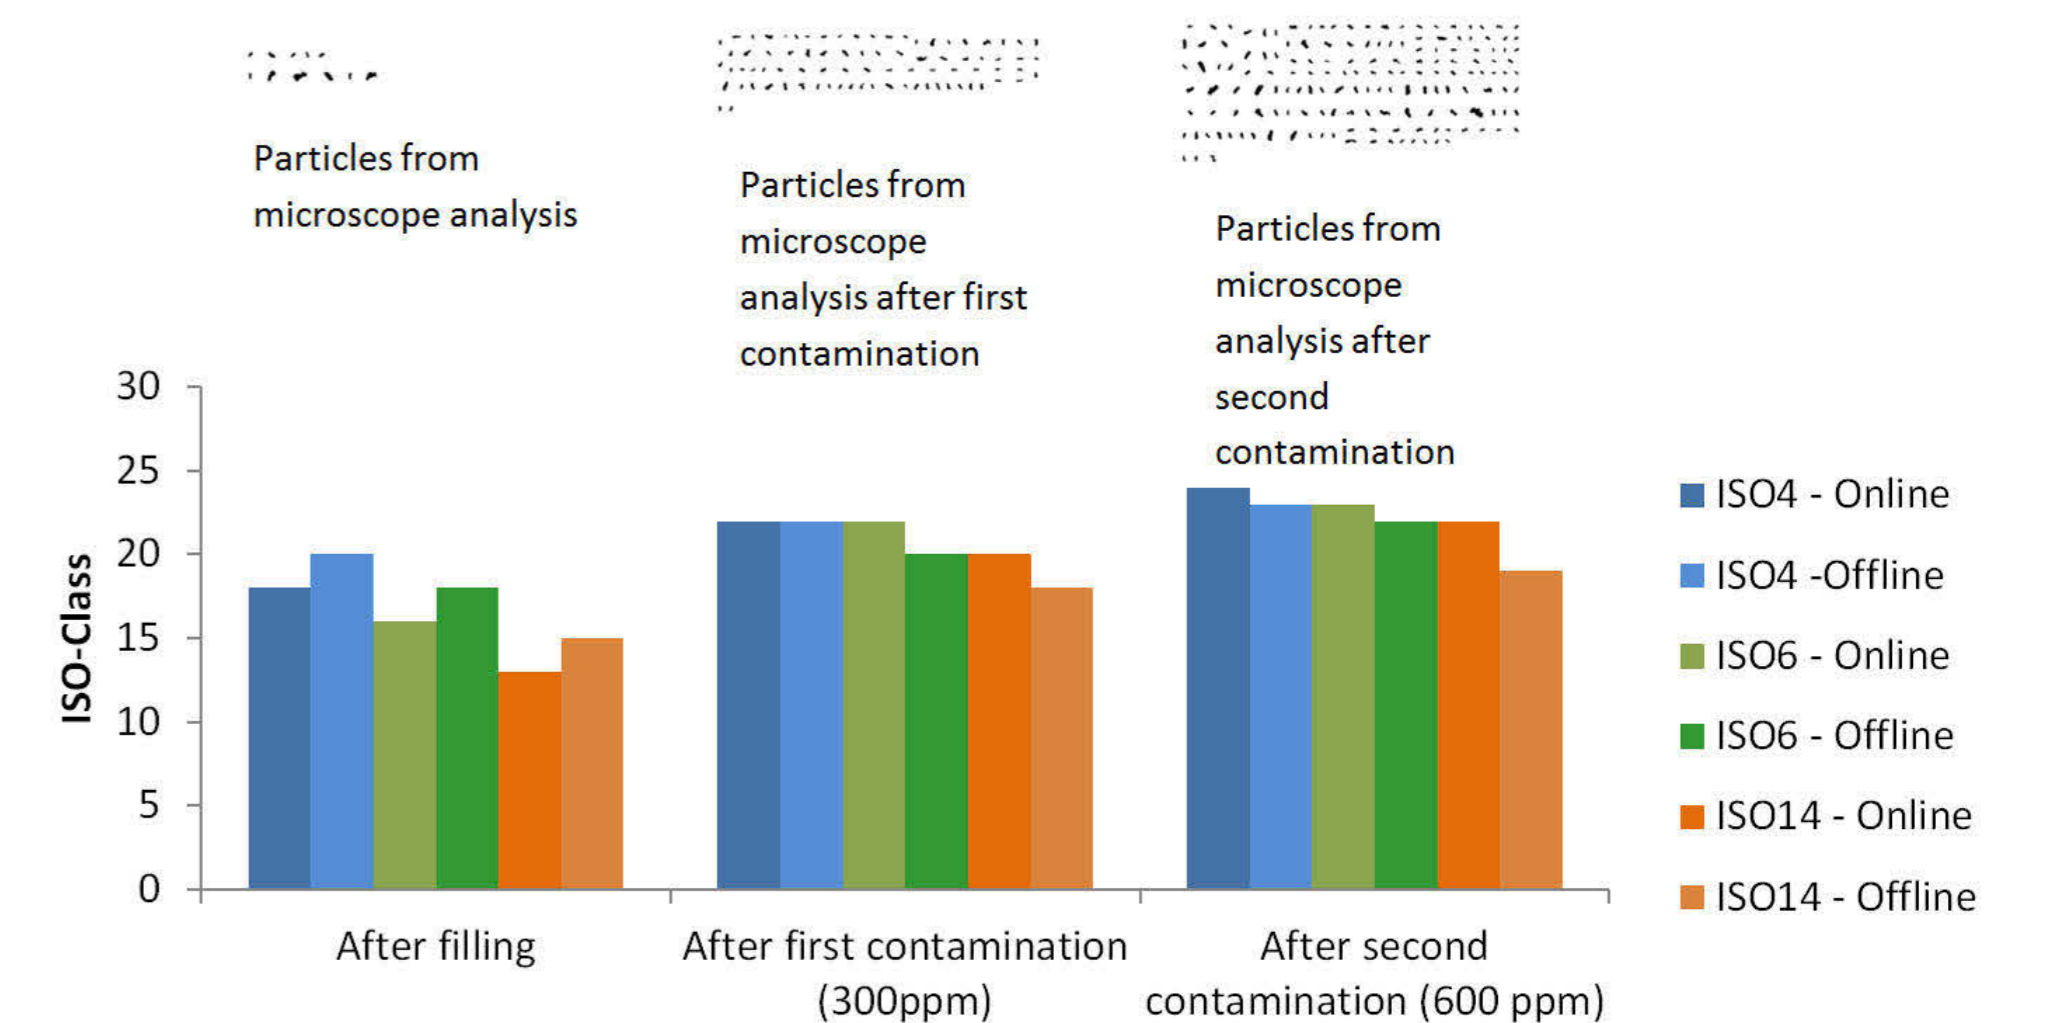 Particles from
microscope analysis
Particles from
microscope
analysis after first
contamination
Particles from
microscope
analysis after
second
contamination
30
25
20
15
10
5
0
ISO-Class
After filling
After first contamination
(300ppm)
After second
contamination (600 ppm)
ISO4 - Online
ISO4 -Offline
ISO6 - Online
ISO6 - Offline
ISO14 - Online
ISO14 - Offline